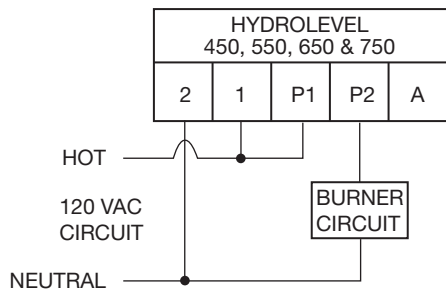 HYDROLEVEL
450, 550, 650 & 750
2 1 P1 P2 A
HOT
120 VAC
CIRCUIT
BURNER
CIRCUIT
NEUTRAL